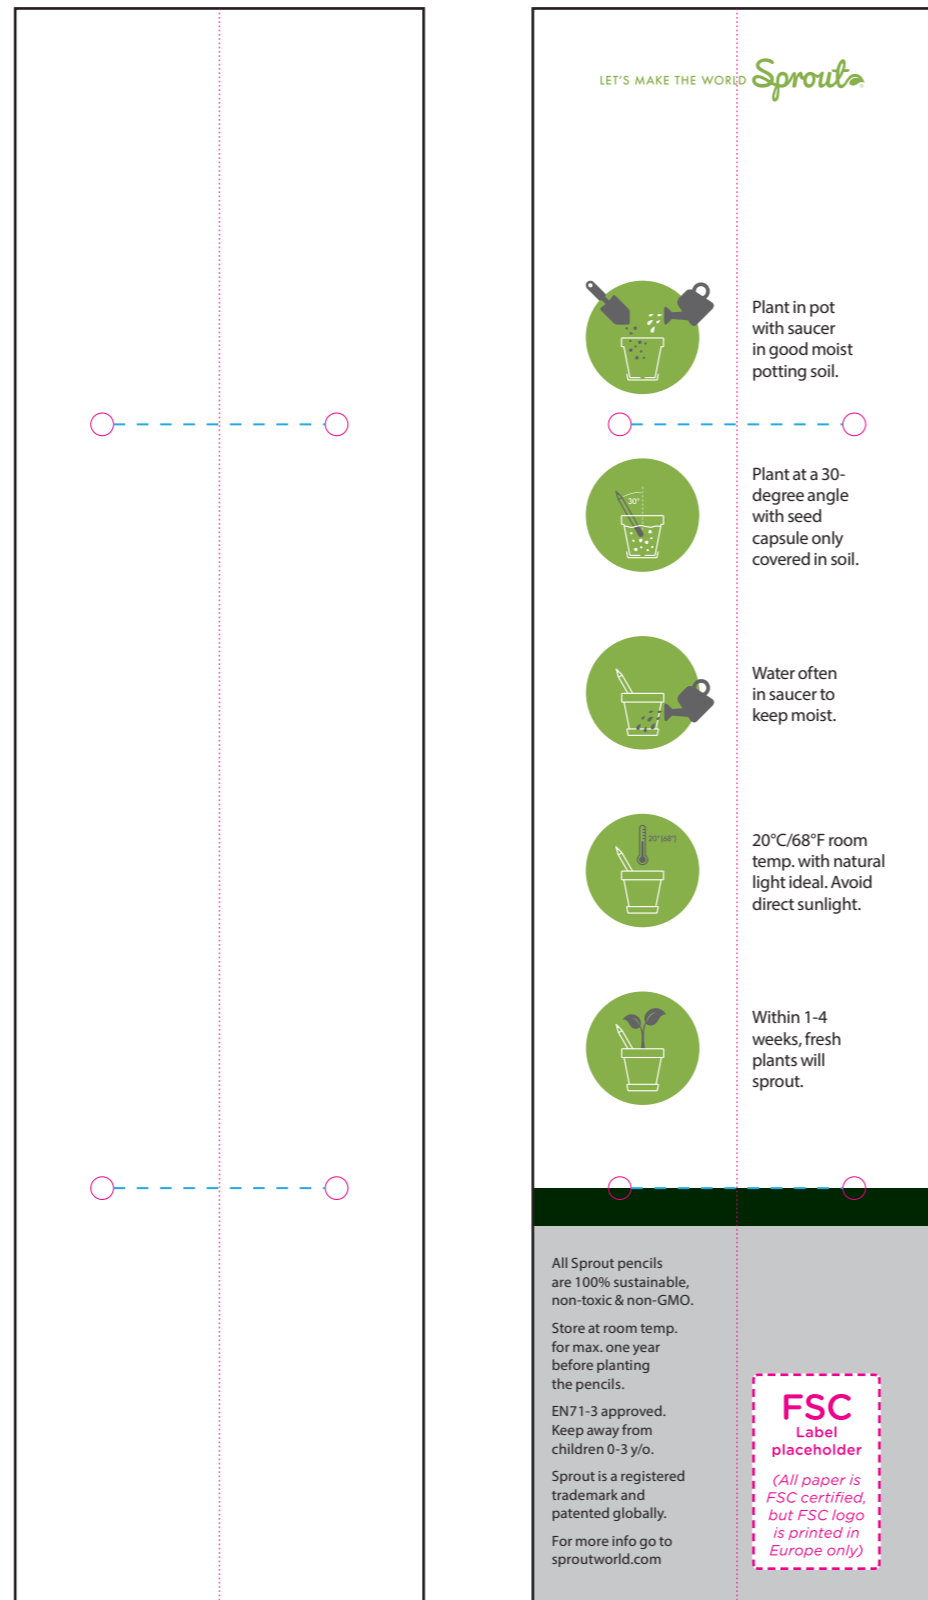 LET'S MAKE THE WORLD Sprout
Plant in pot
with saucer
in good moist
potting soil.
30°
Plant at a 30-
degree angle
with seed
capsule only
covered in soil.
Water often
in saucer to
keep moist.
20° (68°)
20°C/68°F room
temp. with natural
light ideal. Avoid
direct sunlight.
Within 1-4
weeks, fresh
plants will
sprout.
All Sprout pencils
are 100% sustainable,
non-toxic & non-GMO.
Store at room temp.
for max. one year
before planting
the pencils.
EN71-3 approved.
Keep away from
children 0-3 y/o.
Sprout is a registered
trademark and
patented globally.
For more info go to
sproutworld.com
FSC
Label
placeholder
(All paper is
FSC certified,
but FSC logo
is printed in
Europe only)